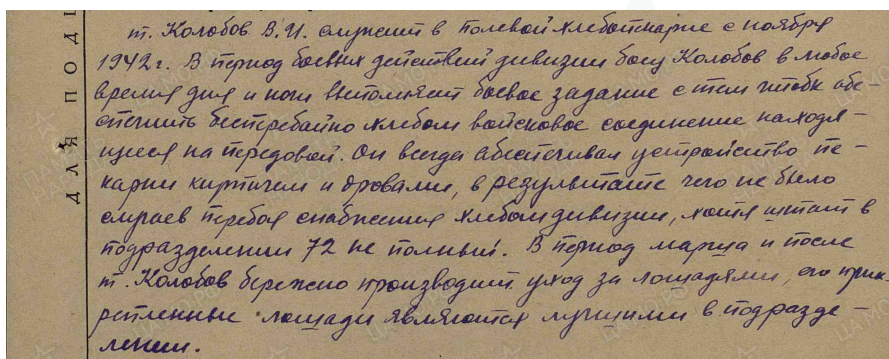 ДЛЯ ПОДІ
т. Колобов В.И. служит в полевой хлебопекарне с ноября
1942 г. В период боевых действий дивизии боец Колобов в любое
время дня и ночи выполняет боевое задание с тем чтобы обе-
спечить бесперебойно хлебом войсковое соединение находя-
щиеся на передовой. Он всегда обеспечивал устройство пе-
карни кирпичем и дровами, в результате чего не было
случаев перебоя снабжения хлебом дивизии, хотя штат в
подразделении 72 не полный. В период марша и после
т. Колобов бережно производит уход за лошадями, его прик-
репленные лошади являются лучшими в подразде-
лении.